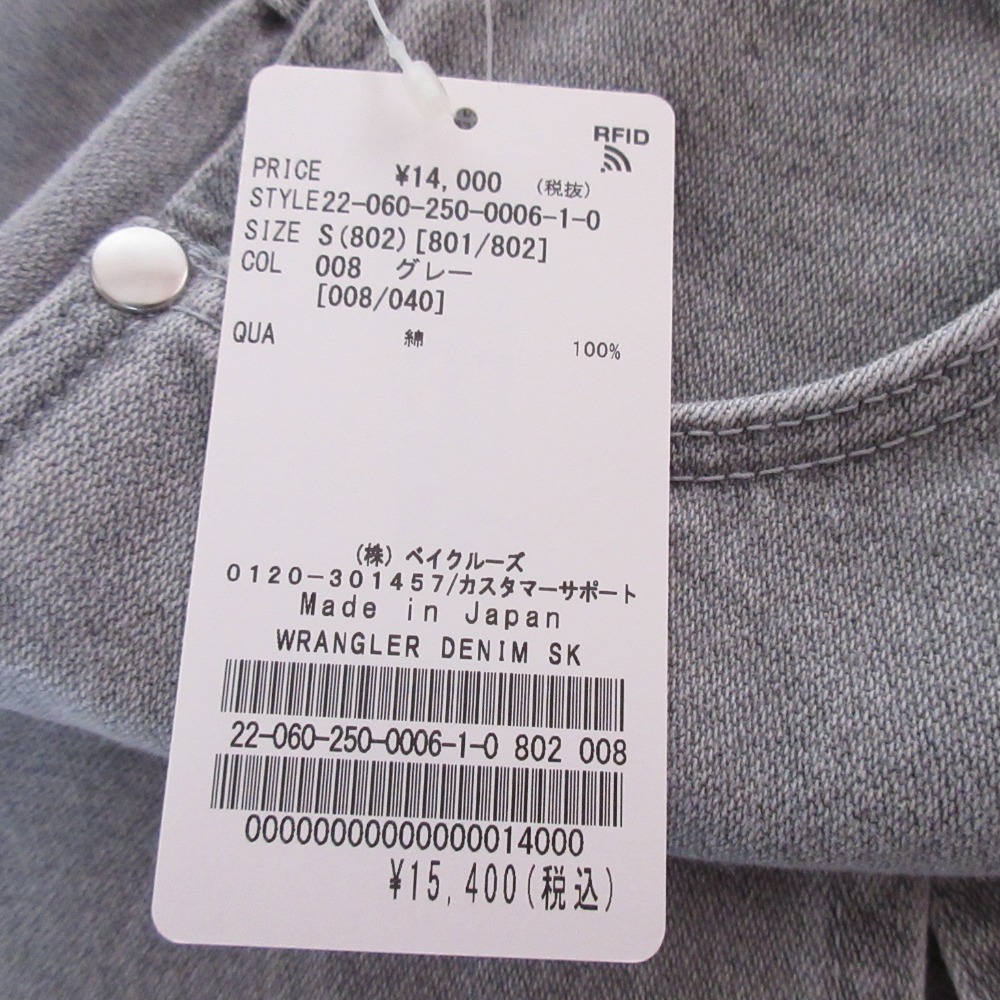 RFID
PRICE ¥14,000 (税抜)
STYLE22-060-250-0006-1-0
SIZE S(802)[801/802]
COL 008 グレー
[008/040]
QUA 綿 100%
(株)ベイクルーズ
0120-301457/カスタマーサポート
Made in Japan
WRANGLER DENIM SK
22-060-250-0006-1-0 802 008
00000000000000014000
¥15,400(税込)